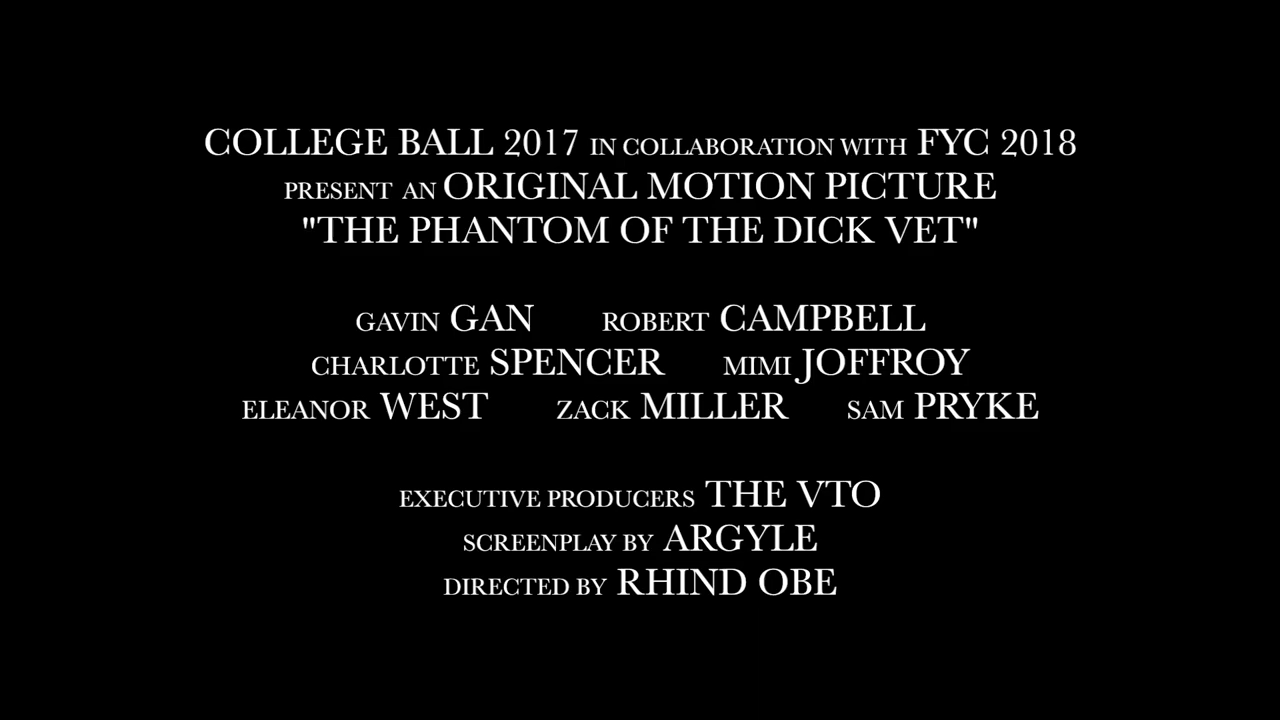 COLLEGE BALL 2017 IN COLLABORATION WITH FYC 2018
PRESENT AN ORIGINAL MOTION PICTURE
"THE PHANTOM OF THE DICK VET"
GAVIN GAN ROBERT CAMPBELL
CHARLOTTE SPENCER MIMI JOFFROY
ELEANOR WEST ZACK MILLER SAM PRYKE
EXECUTIVE PRODUCERS THE VTO
SCREENPLAY BY ARGYLE
DIRECTED BY RHIND OBE